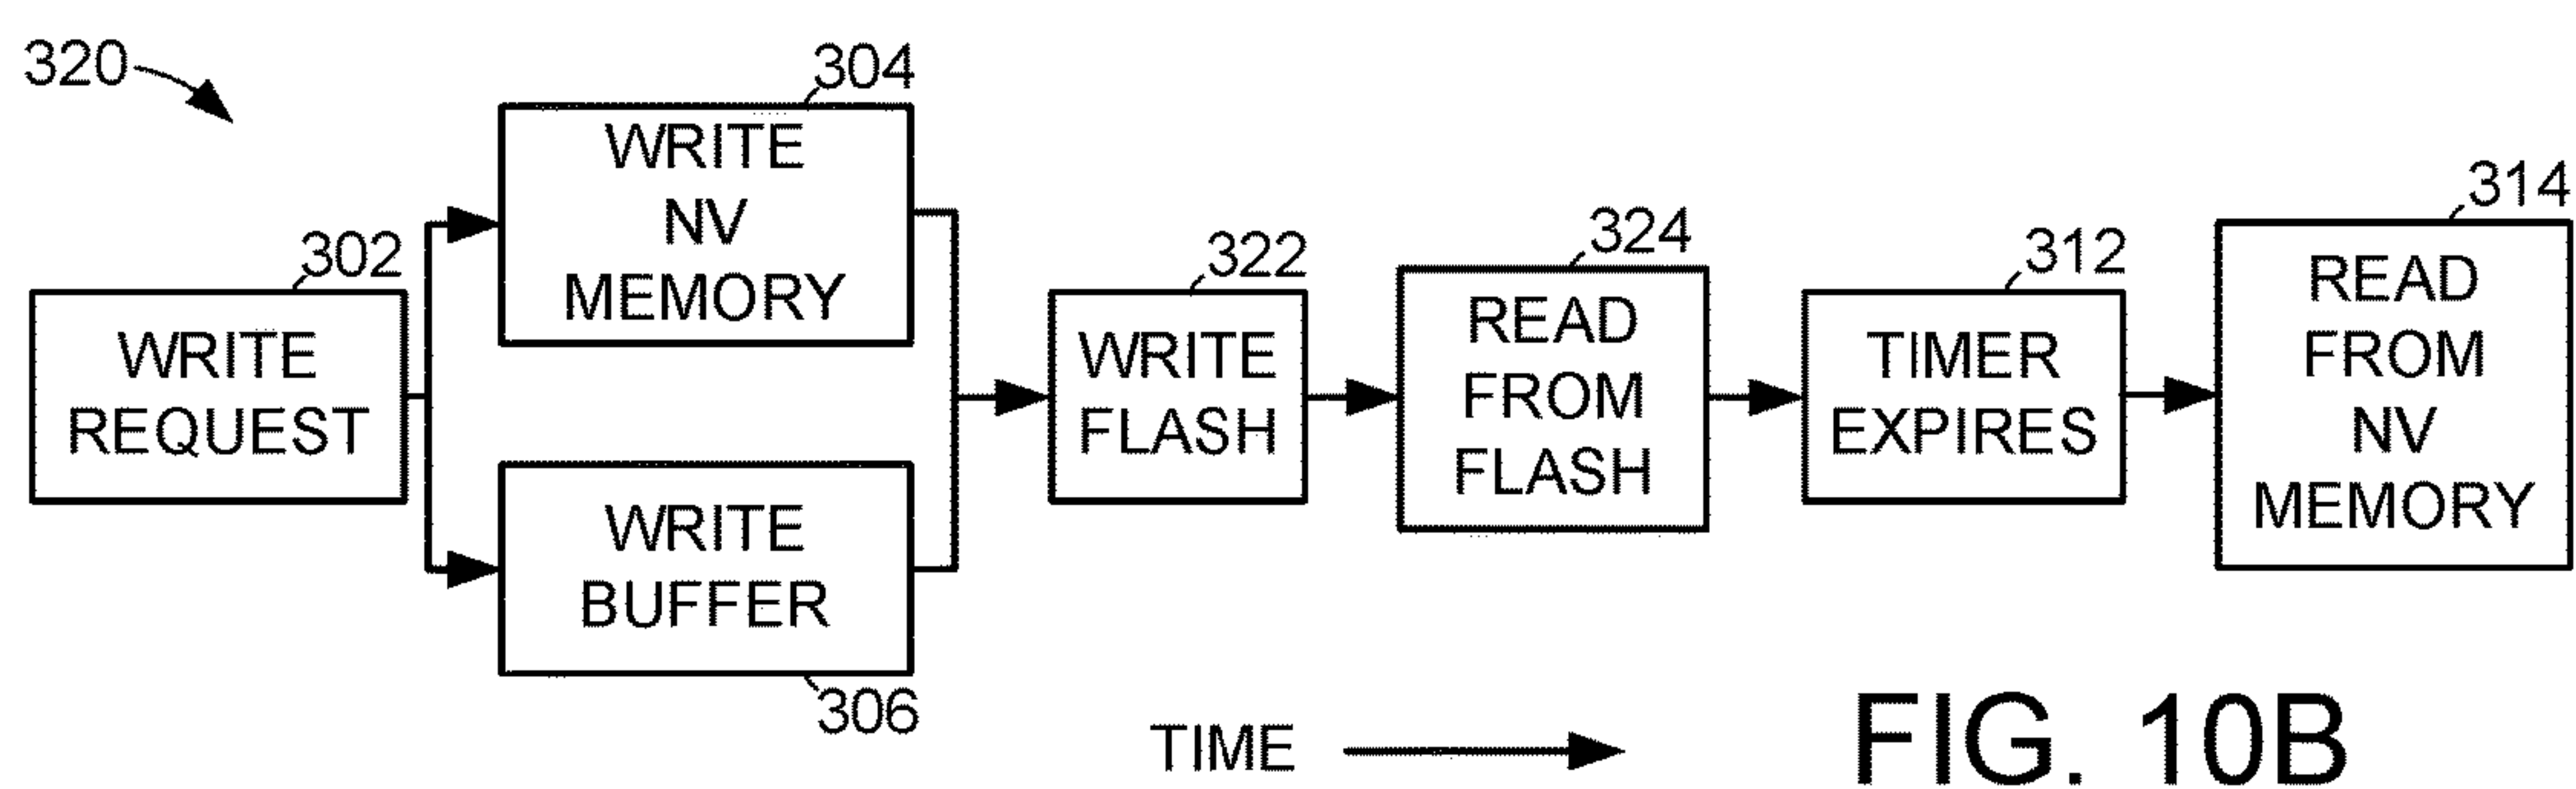 320
302
WRITE
REQUEST
304
WRITE
NV
MEMORY
WRITE
BUFFER
306
322
WRITE
FLASH
324
READ
FROM
FLASH
312
TIMER
EXPIRES
314
READ
FROM
NV
MEMORY
TIME
FIG. 10B